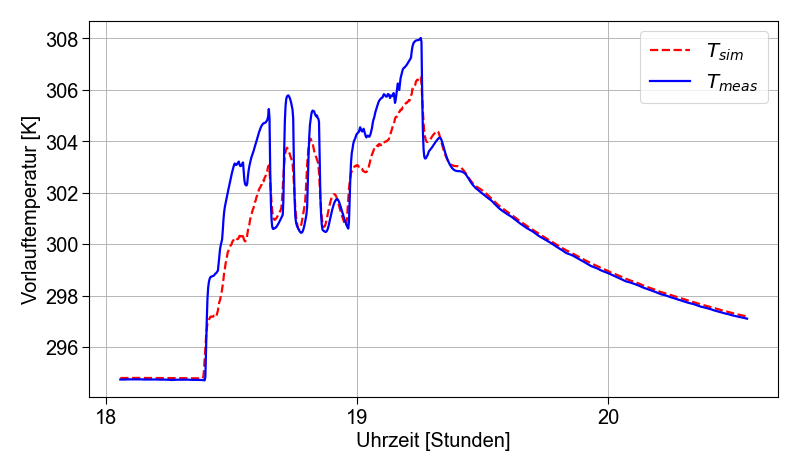 308
306
304
302
300
298
296
Vorlauftemperatur [K]
18
19
20
Uhrzeit [Stunden]
T_sim
T_meas